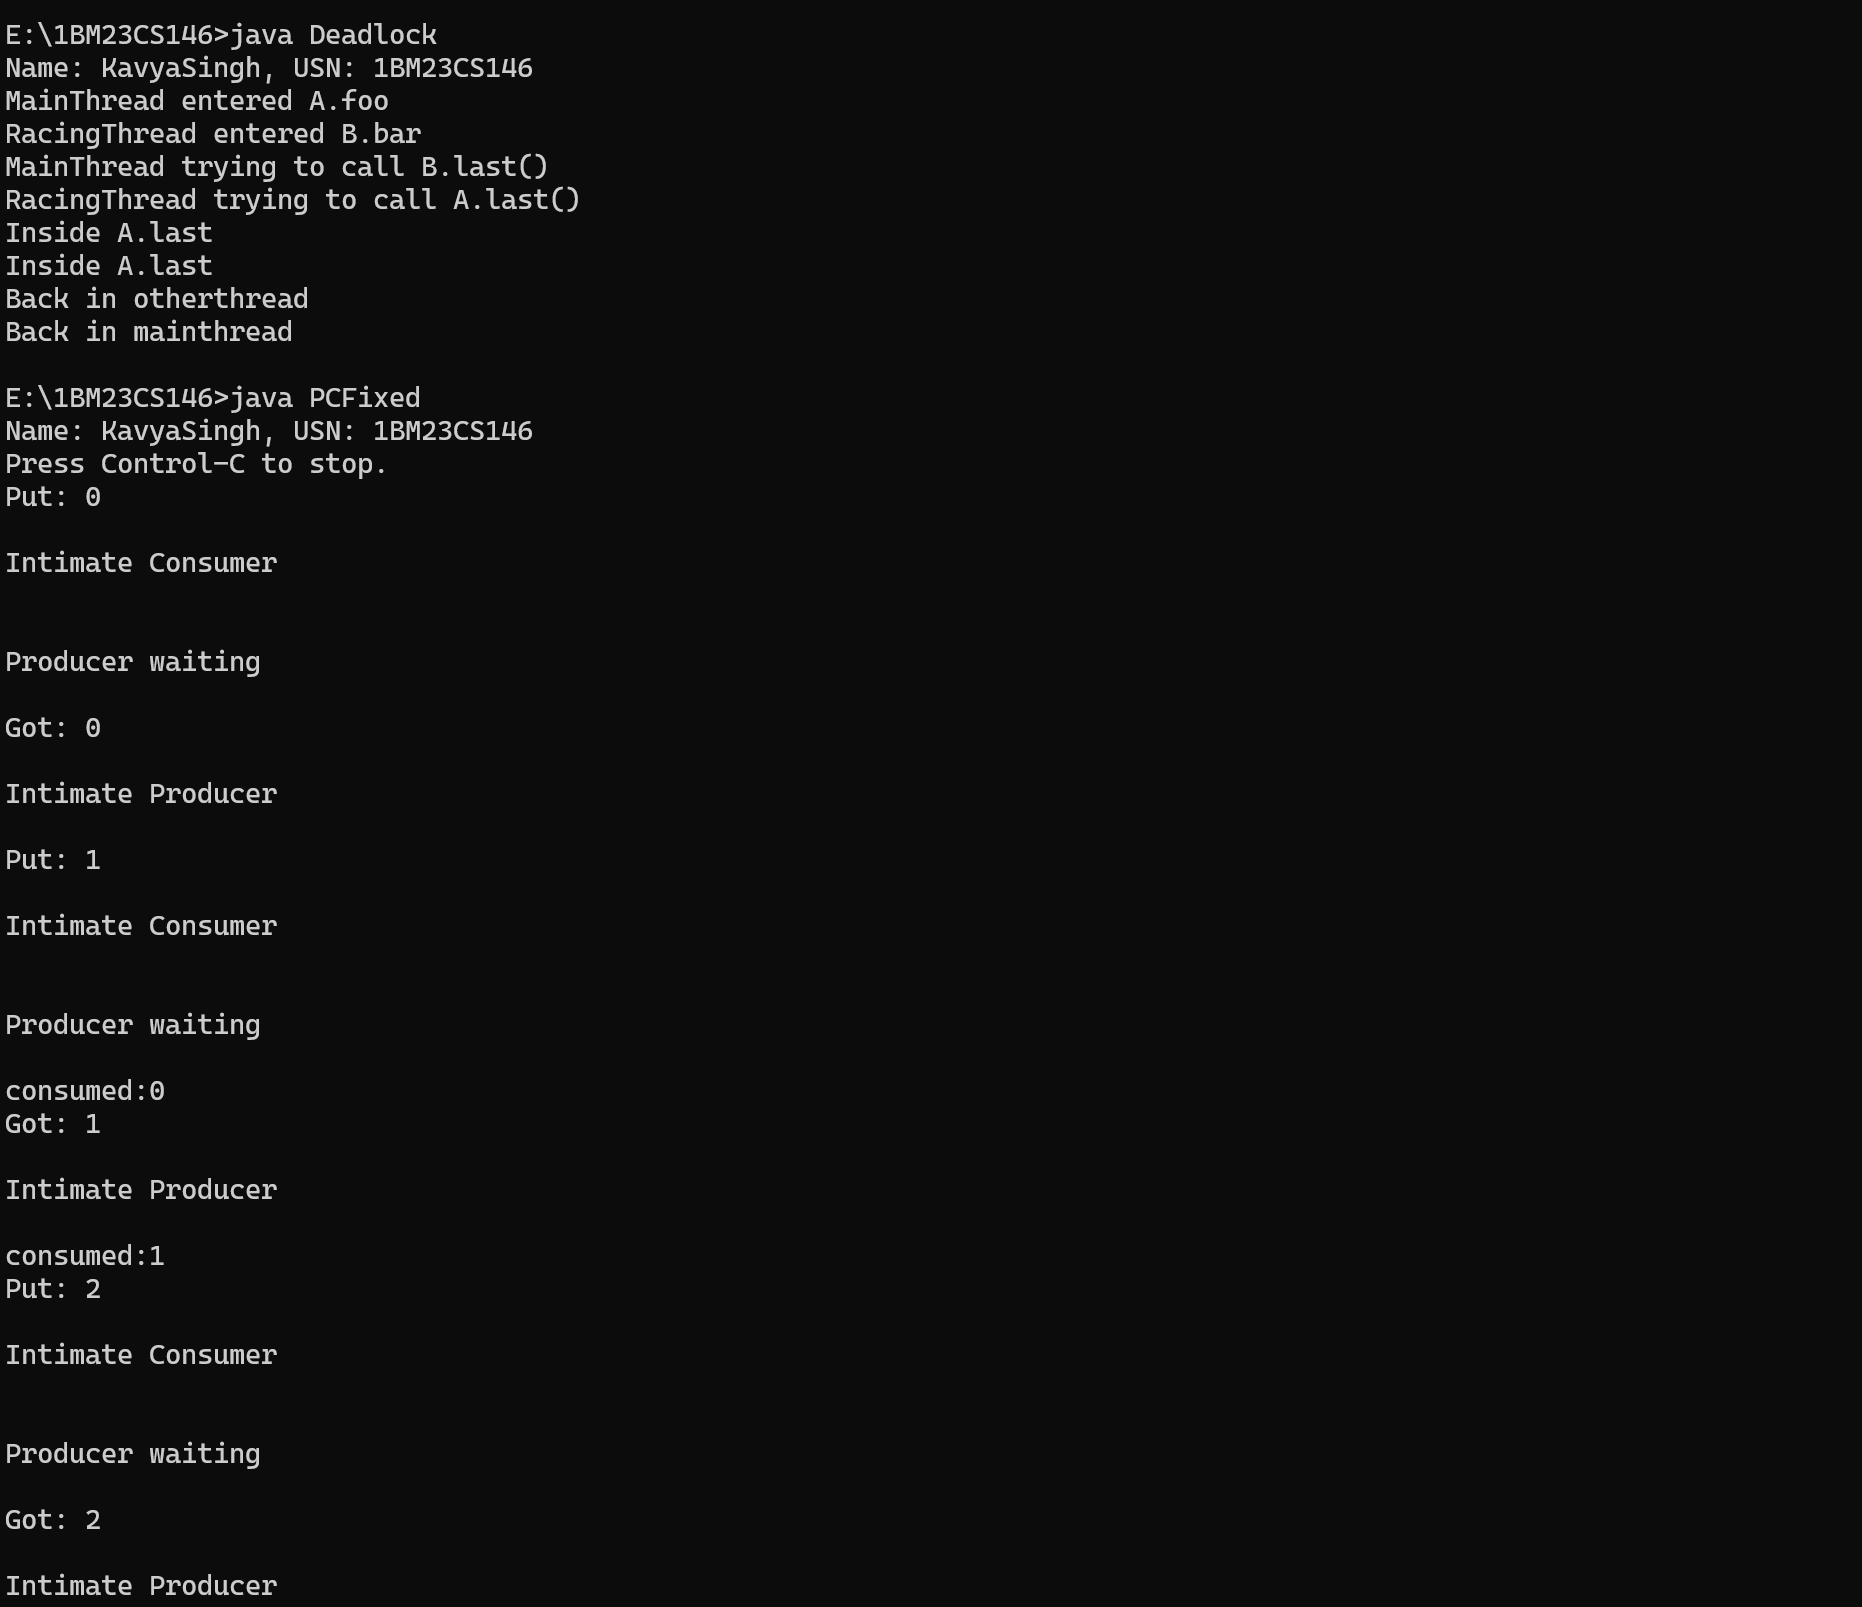 E:\1BM23CS146>java Deadlock
Name: KavyaSingh, USN: 1BM23CS146
MainThread entered A.foo
RacingThread entered B.bar
MainThread trying to call B.last()
RacingThread trying to call A.last()
Inside A.last
Inside A.last
Back in otherthread
Back in mainthread
E:\1BM23CS146>java PCFixed
Name: KavyaSingh, USN: 1BM23CS146
Press Control-C to stop.
Put: 0
Intimate Consumer
Producer waiting
Got: 0
Intimate Producer
Put: 1
Intimate Consumer
Producer waiting
consumed:0
Got: 1
Intimate Producer
consumed:1
Put: 2
Intimate Consumer
Producer waiting
Got: 2
Intimate Producer